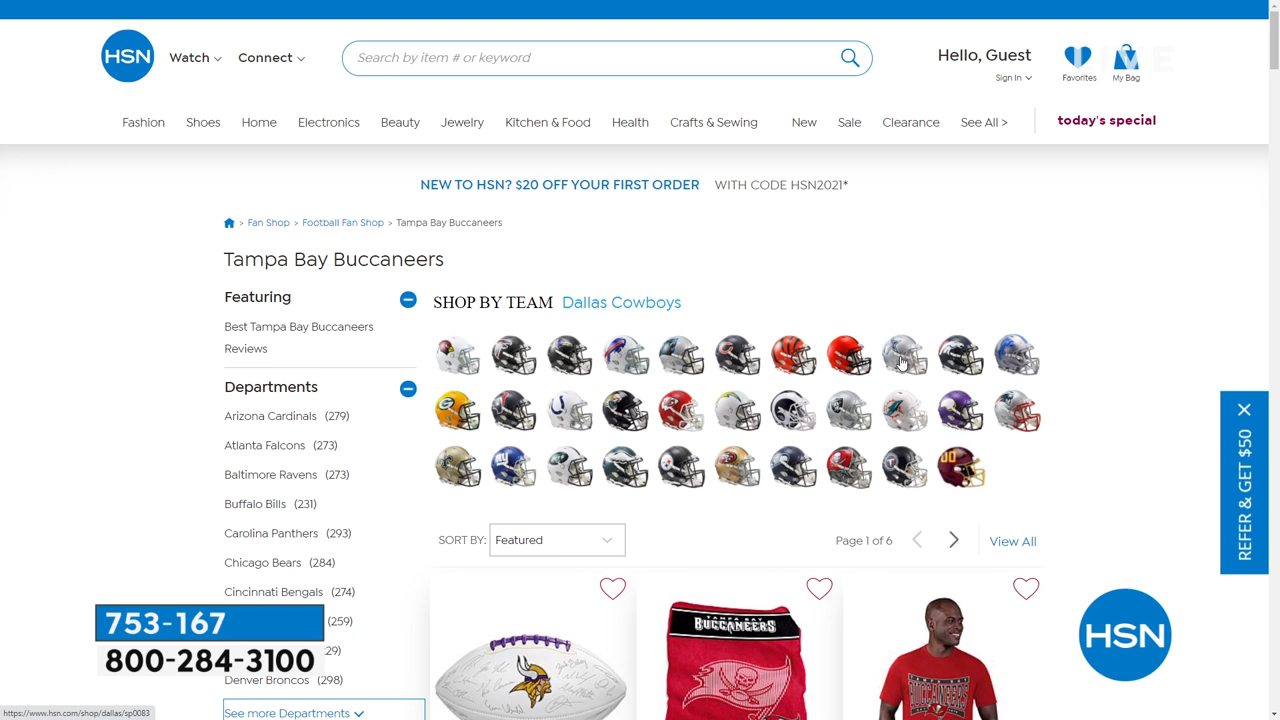 HSN
Watch
Connect
Search by item # or keyword
Hello, Guest
Sign In
Favorites
My Bag
Fashion
Shoes
Home
Electronics
Beauty
Jewelry
Kitchen & Food
Health
Crafts & Sewing
New
Sale
Clearance
See All >
today's special
NEW TO HSN? $20 OFF YOUR FIRST ORDER WITH CODE HSN2021*
> Fan Shop > Football Fan Shop > Tampa Bay Buccaneers
Tampa Bay Buccaneers
Featuring
Best Tampa Bay Buccaneers
Reviews
Departments
Arizona Cardinals (279)
Atlanta Falcons (273)
Baltimore Ravens (273)
Buffalo Bills (231)
Carolina Panthers (293)
Chicago Bears (284)
Cincinnati Bengals (274)
(259)
Denver Broncos (298)
See more Departments
SHOP BY TEAM Dallas Cowboys
SORT BY: Featured
Page 1 of 6
View All
BUCCANEERS
BUCCANEERS
REFER & GET $50
753-167
800-284-3100
HSN
https://www.hsn.com/shop/dallas/sp0083